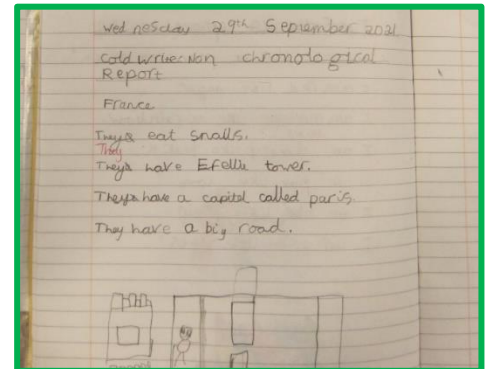 Wednesday 29th September 2021
Cold write: Non chronological
Report
France
They eat snails.
They
They have Efelle tower.
They have a capital called paris.
They have a big road.